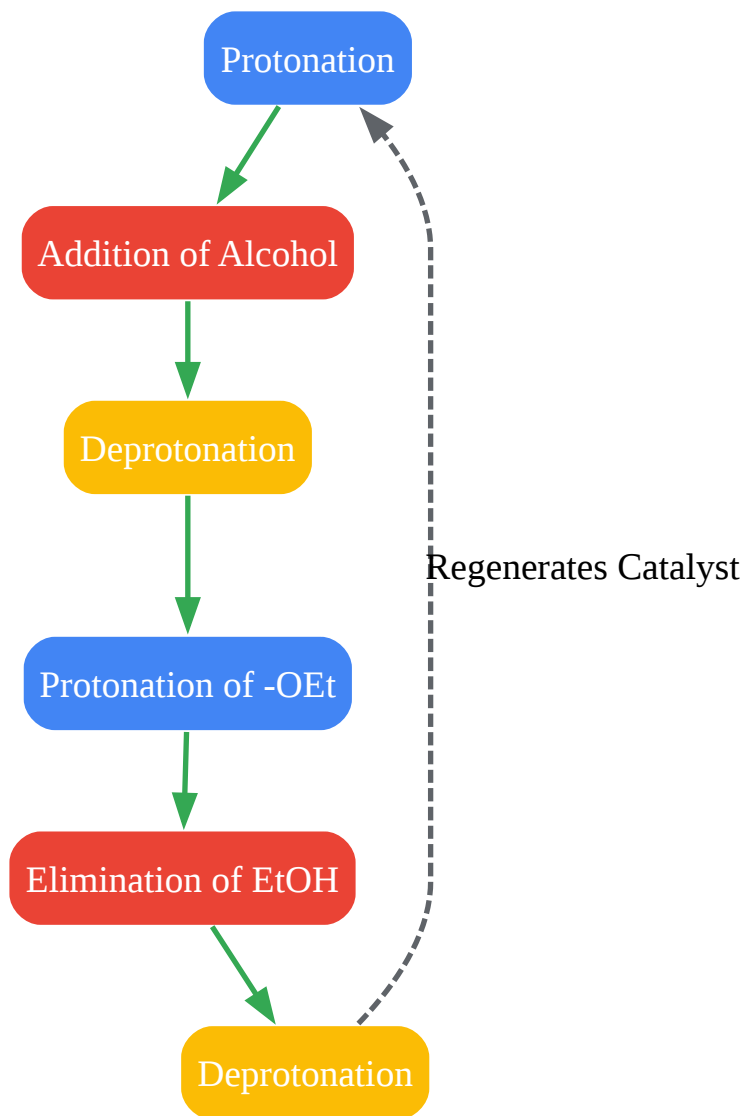 Protonation
Addition of Alcohol
Deprotonation
Regenerates Catalyst
Protonation of -OEt
Elimination of EtOH
Deprotonation